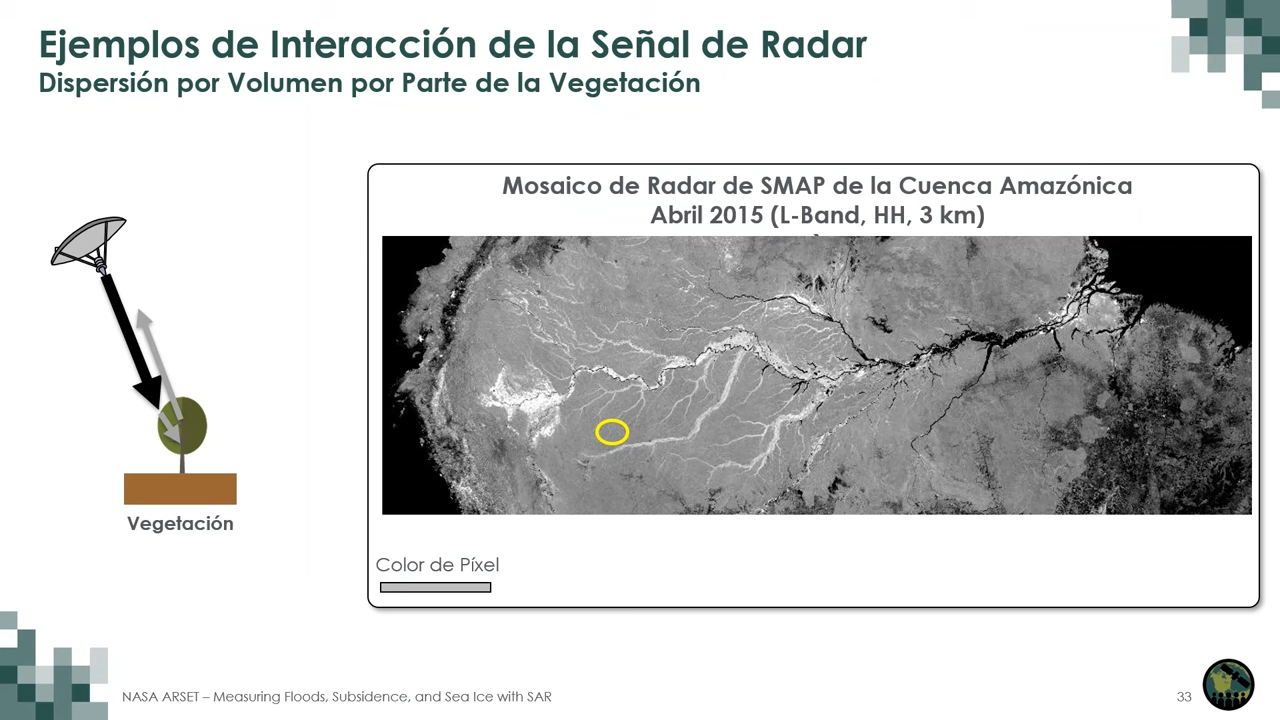 Ejemplos de Interacción de la Señal de Radar
Dispersión por Volumen por Parte de la Vegetación
Mosaico de Radar de SMAP de la Cuenca Amazónica
Abril 2015 (L-Band, HH, 3 km)
Vegetación
Color de Píxel
NASA ARSET – Measuring Floods, Subsidence, and Sea Ice with SAR
33